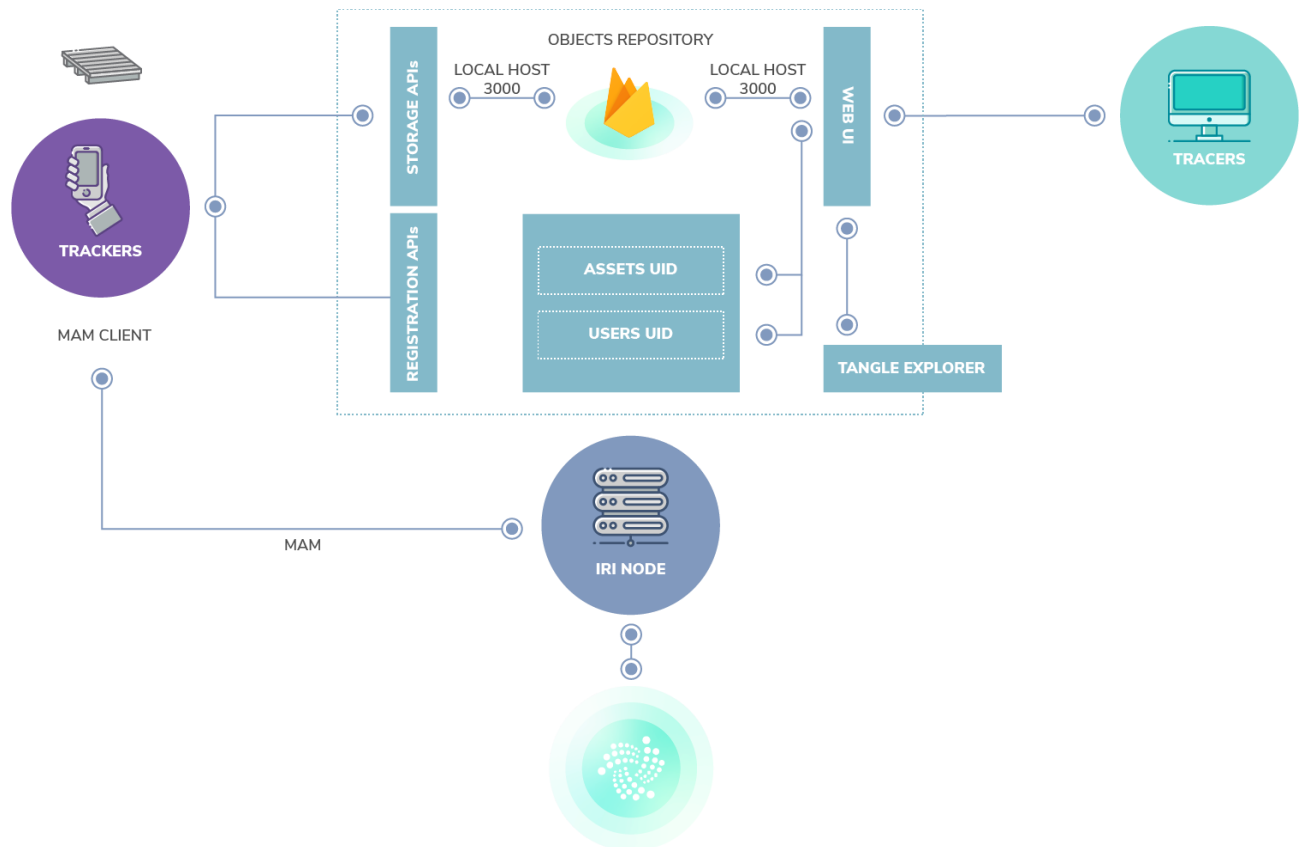 OBJECTS REPOSITORY
LOCAL HOST
3000
LOCAL HOST
3000
STORAGE APIs
WEB UI
TRACERS
TRACKERS
REGISTRATION APIs
ASSETS UID
USERS UID
MAM CLIENT
TANGLE EXPLORER
MAM
IRI NODE